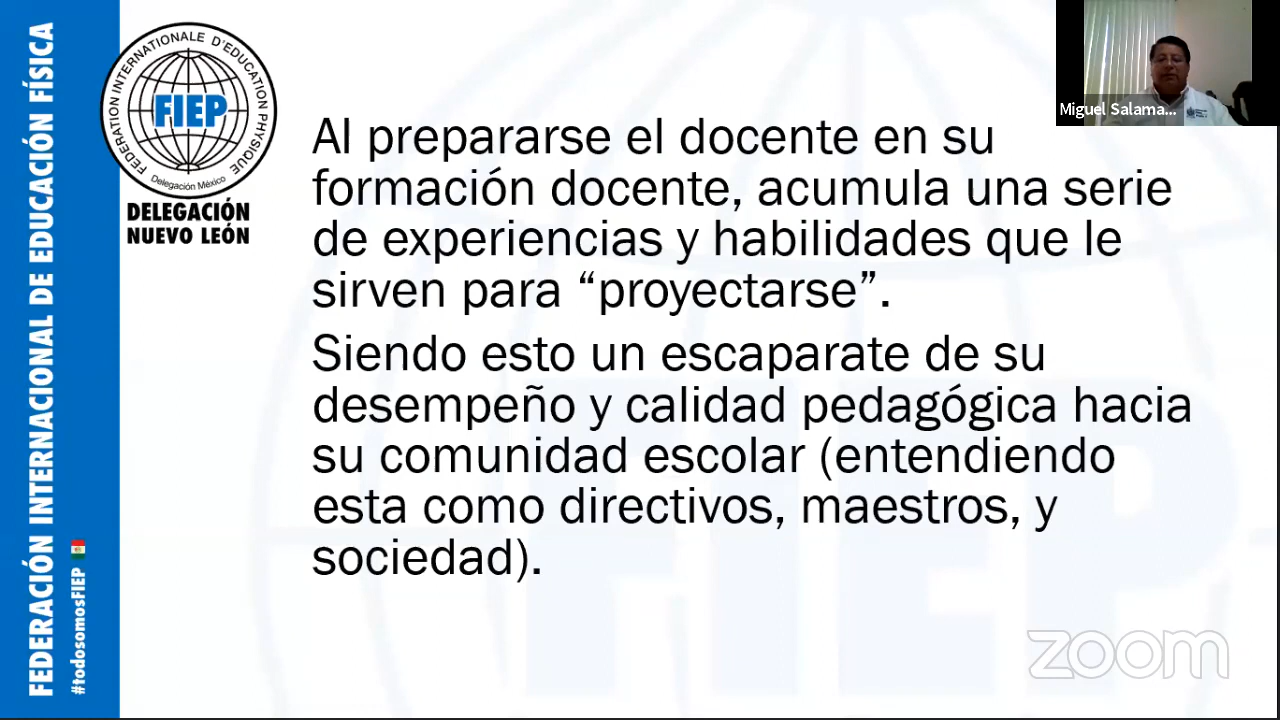 FEDERACIÓN INTERNACIONAL DE EDUCACIÓN FÍSICA
#todosomosFIEP
FEDERATION INTERNATIONALE D'EDUCATION PHYSIQUE
FIEP
Delegación México
DELEGACIÓN
NUEVO LEÓN
Al prepararse el docente en su
formación docente, acumula una serie
de experiencias y habilidades que le
sirven para “proyectarse”.
Siendo esto un escaparate de su
desempeño y calidad pedagógica hacia
su comunidad escolar (entendiendo
esta como directivos, maestros, y
sociedad).
Miguel Salama...
zoom